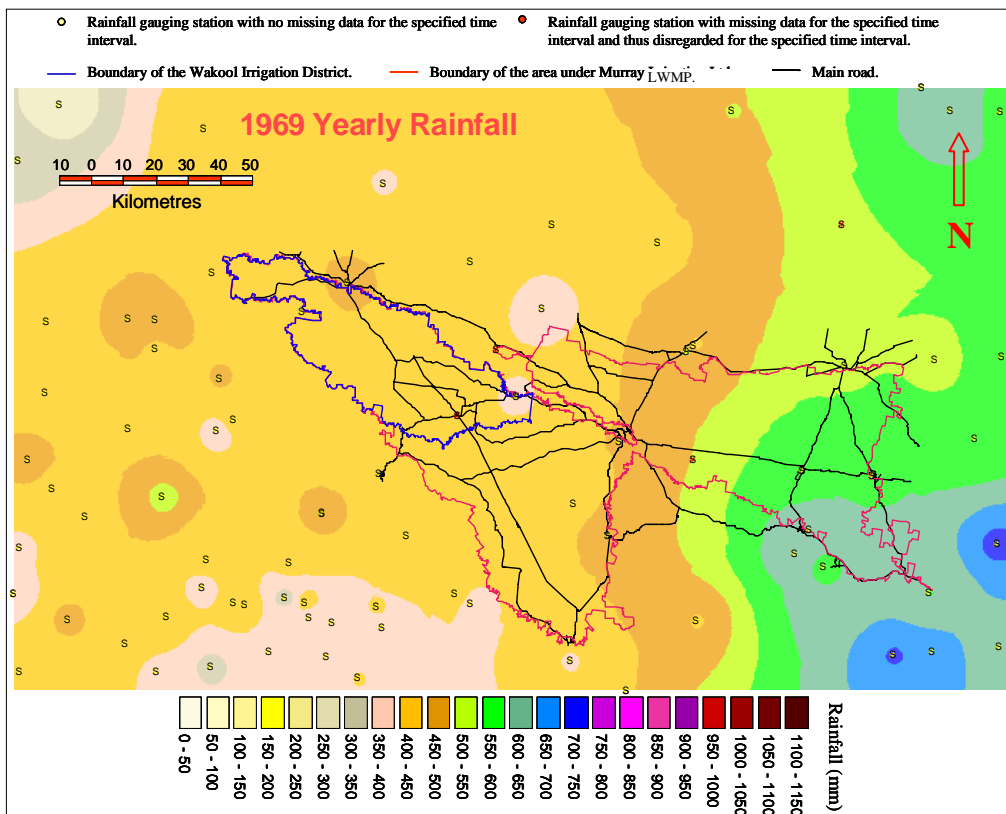 Rainfall gauging station with no missing data for the specified time
interval.
Rainfall gauging station with missing data for the specified time
interval and thus disregarded for the specified time interval.
Boundary of the Wakool Irrigation District.
Boundary of the area under Murray
LWMP.
Main road.
1969 Yearly Rainfall
10 0 10 20 30 40 50
Kilometres
N
0 - 50
50 - 100
100 - 150
150 - 200
200 - 250
250 - 300
300 - 350
350 - 400
400 - 450
450 - 500
500 - 550
550 - 600
600 - 650
650 - 700
700 - 750
750 - 800
800 - 850
850 - 900
900 - 950
950 - 1000
1000 - 1050
1050 - 1100
1100 - 1150
Rainfall (mm)